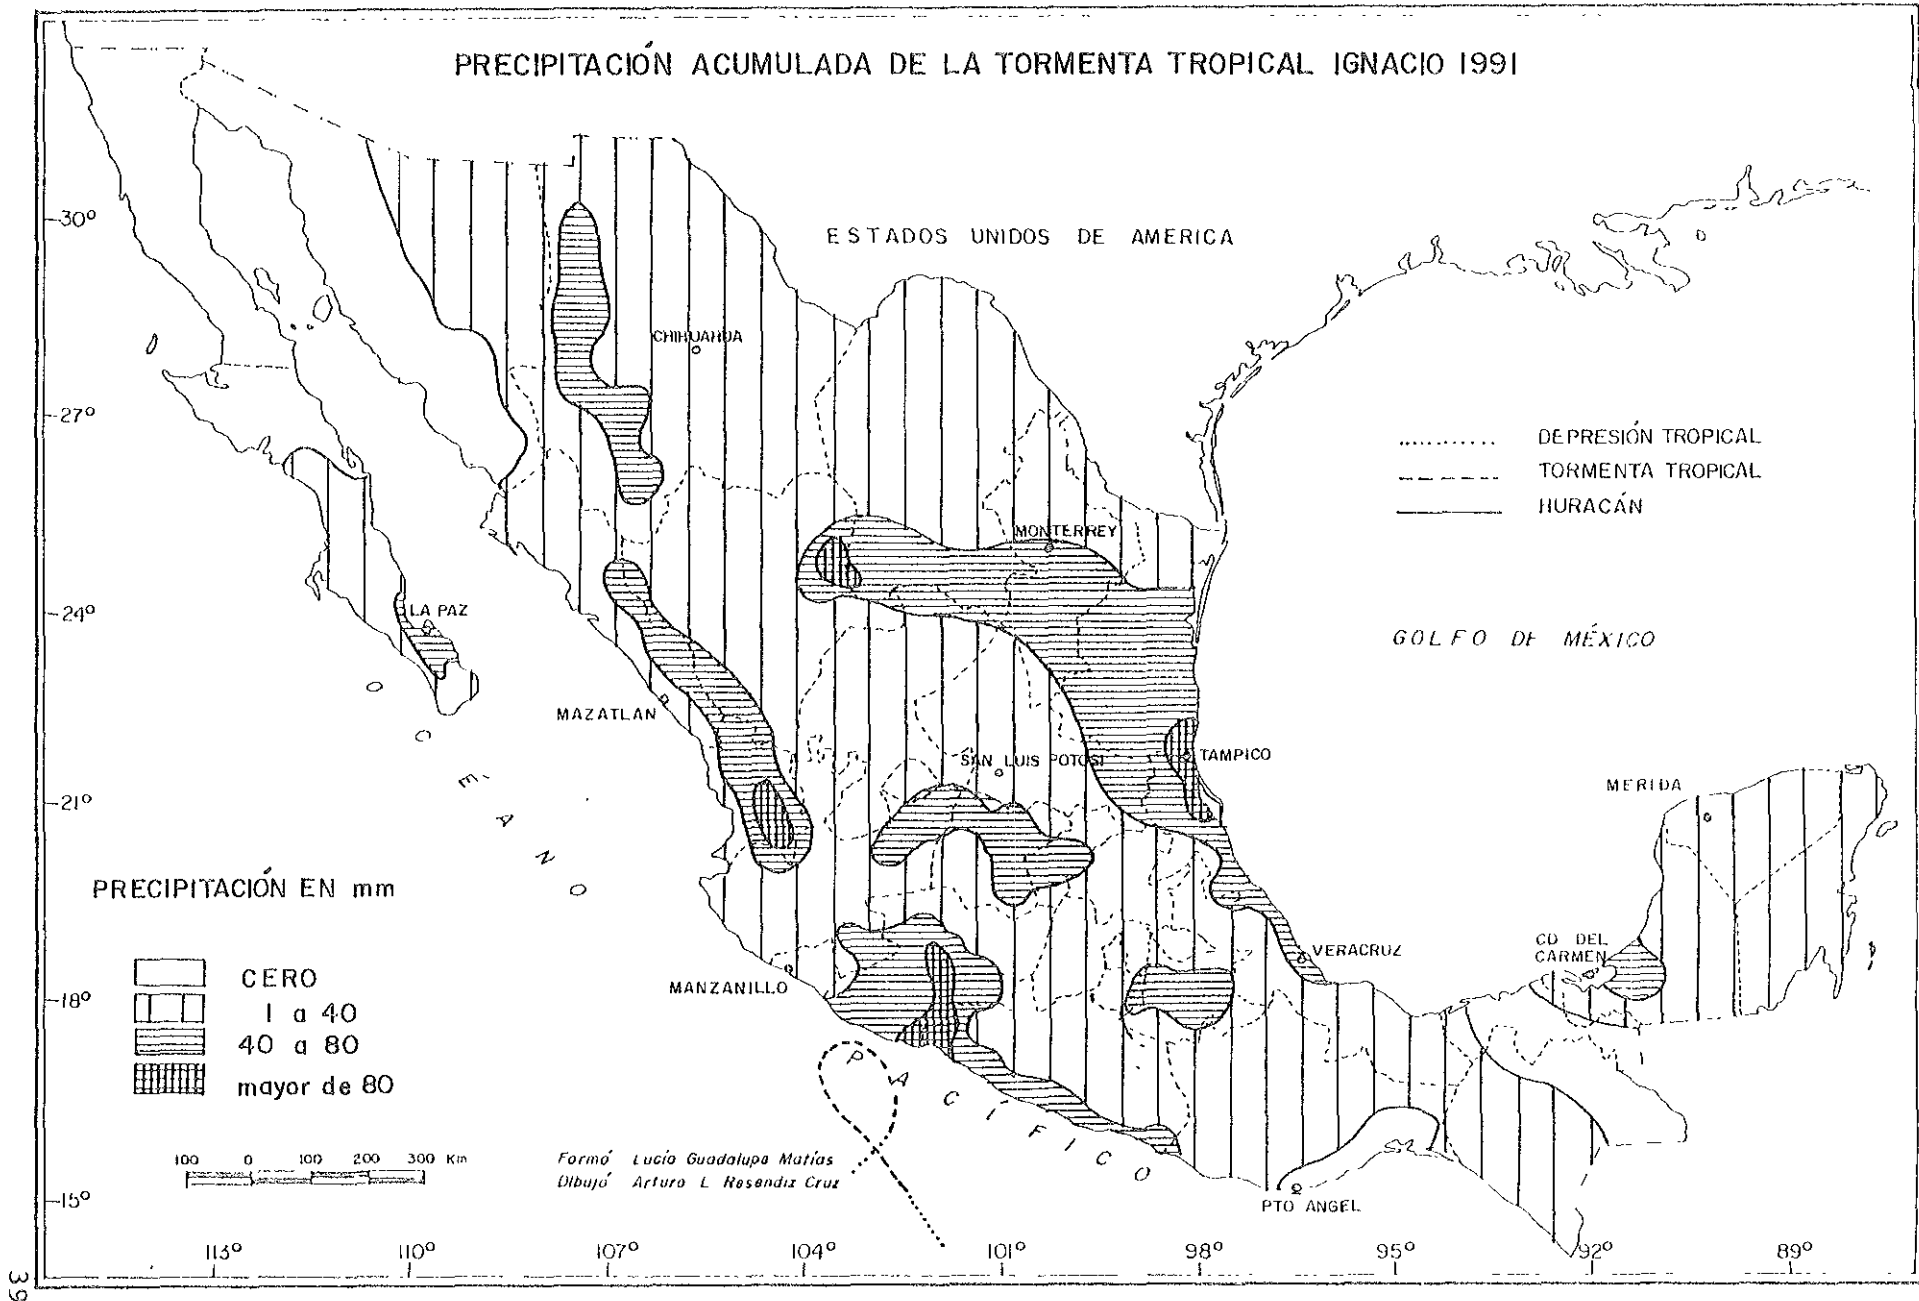 PRECIPITACIÓN ACUMULADA DE LA TORMENTA TROPICAL IGNACIO 1991
30°
ESTADOS UNIDOS DE AMERICA
CHIHUAHUA
27°
DEPRESIÓN TROPICAL
TORMENTA TROPICAL
HURACÁN
MONTERREY
24°
LA PAZ
GOLFO DE MÉXICO
MAZATLAN
SAN LUIS POTOSI
TAMPICO
MERIDA
21°
OCÉANO
PRECIPITACIÓN EN mm
CERO
1 a 40
40 a 80
mayor de 80
VERACRUZ
CD DEL
CARMEN
18°
MANZANILLO
PACÍFICO
100 0 100 200 300 Km
Formó Lucío Guadalupe Matías
Dibujó Arturo L Resendiz Cruz
15°
PTO ANGEL
113° 110° 107° 104° 101° 98° 95° 92° 89°
39